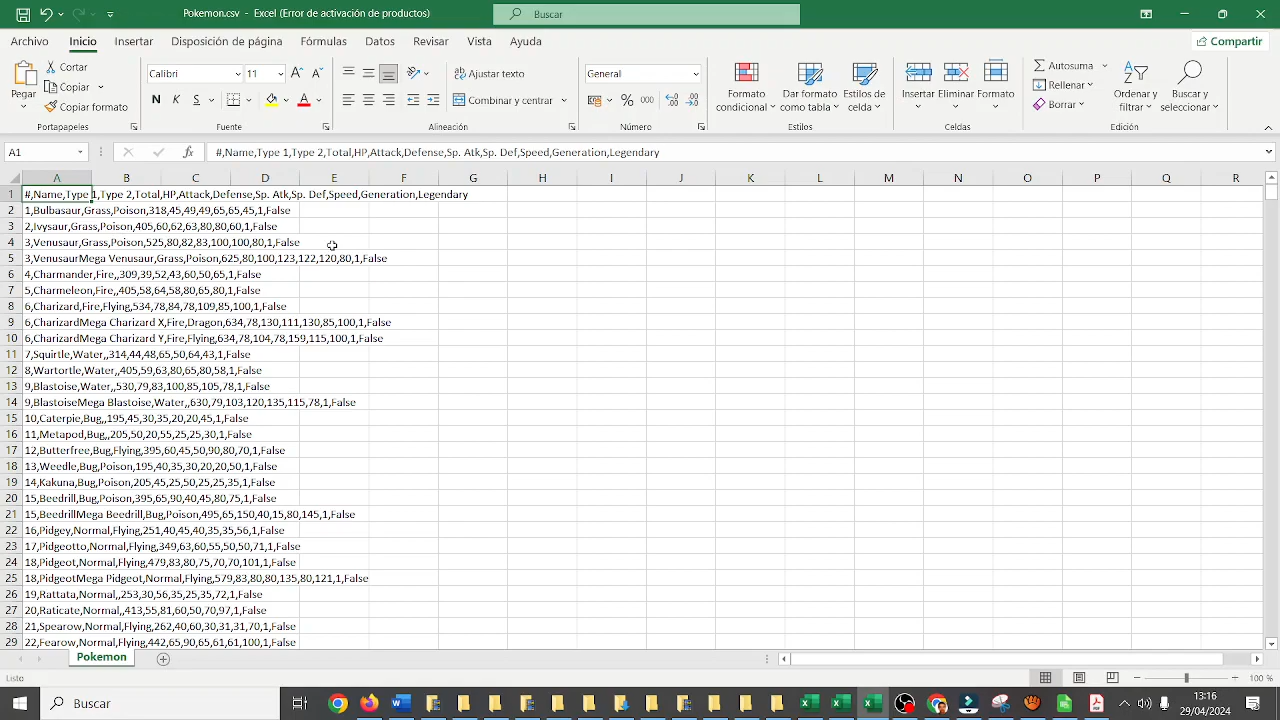 Pokemon.csv - Excel (Error de activación de productos)
Buscar
Archivo Inicio Insertar Disposición de página Fórmulas Datos Revisar Vista Ayuda Compartir
Pegar Cortar Copiar Copiar formato
Calibri 11
N K S
Ajustar texto
Combinar y centrar
General
% 000
Formato condicional Dar formato como tabla Estilos de celda
Insertar Eliminar Formato
Autosuma Rellenar Borrar
Ordenar y filtrar Buscar y seleccionar
Portapapeles Fuente Alineación Número Estilos Celdas Edición
A1 fx #,Name,Type 1,Type 2,Total,HP,Attack,Defense,Sp. Atk,Sp. Def,Speed,Generation,Legendary
A B C D E F G H I J K L M N O P Q R
1 #,Name,Type 1,Type 2,Total,HP,Attack,Defense,Sp. Atk,Sp. Def,Speed,Generation,Legendary
2 1,Bulbasaur,Grass,Poison,318,45,49,49,65,65,45,1,False
3 2,Ivysaur,Grass,Poison,405,60,62,63,80,80,60,1,False
4 3,Venusaur,Grass,Poison,525,80,82,83,100,100,80,1,False
5 3,VenusaurMega Venusaur,Grass,Poison,625,80,100,123,122,120,80,1,False
6 4,Charmander,Fire,,309,39,52,43,60,50,65,1,False
7 5,Charmeleon,Fire,,405,58,64,58,80,65,80,1,False
8 6,Charizard,Fire,Flying,534,78,84,78,109,85,100,1,False
9 6,CharizardMega Charizard X,Fire,Dragon,634,78,130,111,130,85,100,1,False
10 6,CharizardMega Charizard Y,Fire,Flying,634,78,104,78,159,115,100,1,False
11 7,Squirtle,Water,,314,44,48,65,50,64,43,1,False
12 8,Wartortle,Water,,405,59,63,80,65,80,58,1,False
13 9,Blastoise,Water,,530,79,83,100,85,105,78,1,False
14 9,BlastoiseMega Blastoise,Water,,630,79,103,120,135,115,78,1,False
15 10,Caterpie,Bug,,195,45,30,35,20,20,45,1,False
16 11,Metapod,Bug,,205,50,20,55,25,25,30,1,False
17 12,Butterfree,Bug,Flying,395,60,45,50,90,80,70,1,False
18 13,Weedle,Bug,Poison,195,40,35,30,20,20,50,1,False
19 14,Kakuna,Bug,Poison,205,45,25,50,25,25,35,1,False
20 15,Beedrill,Bug,Poison,395,65,90,40,45,80,75,1,False
21 15,BeedrillMega Beedrill,Bug,Poison,495,65,150,40,15,80,145,1,False
22 16,Pidgey,Normal,Flying,251,40,45,40,35,35,56,1,False
23 17,Pidgeotto,Normal,Flying,349,63,60,55,50,50,71,1,False
24 18,Pidgeot,Normal,Flying,479,83,80,75,70,70,101,1,False
25 18,PidgeotMega Pidgeot,Normal,Flying,579,83,80,80,135,80,121,1,False
26 19,Rattata,Normal,,253,30,56,35,25,35,72,1,False
27 20,Raticate,Normal,,413,55,81,60,50,70,97,1,False
28 21,Spearow,Normal,Flying,262,40,60,30,31,31,70,1,False
29 22,Fearow,Normal,Flying,442,65,90,65,61,61,100,1,False
Pokemon
Listo 100 %
Buscar
13:16
29/04/2024